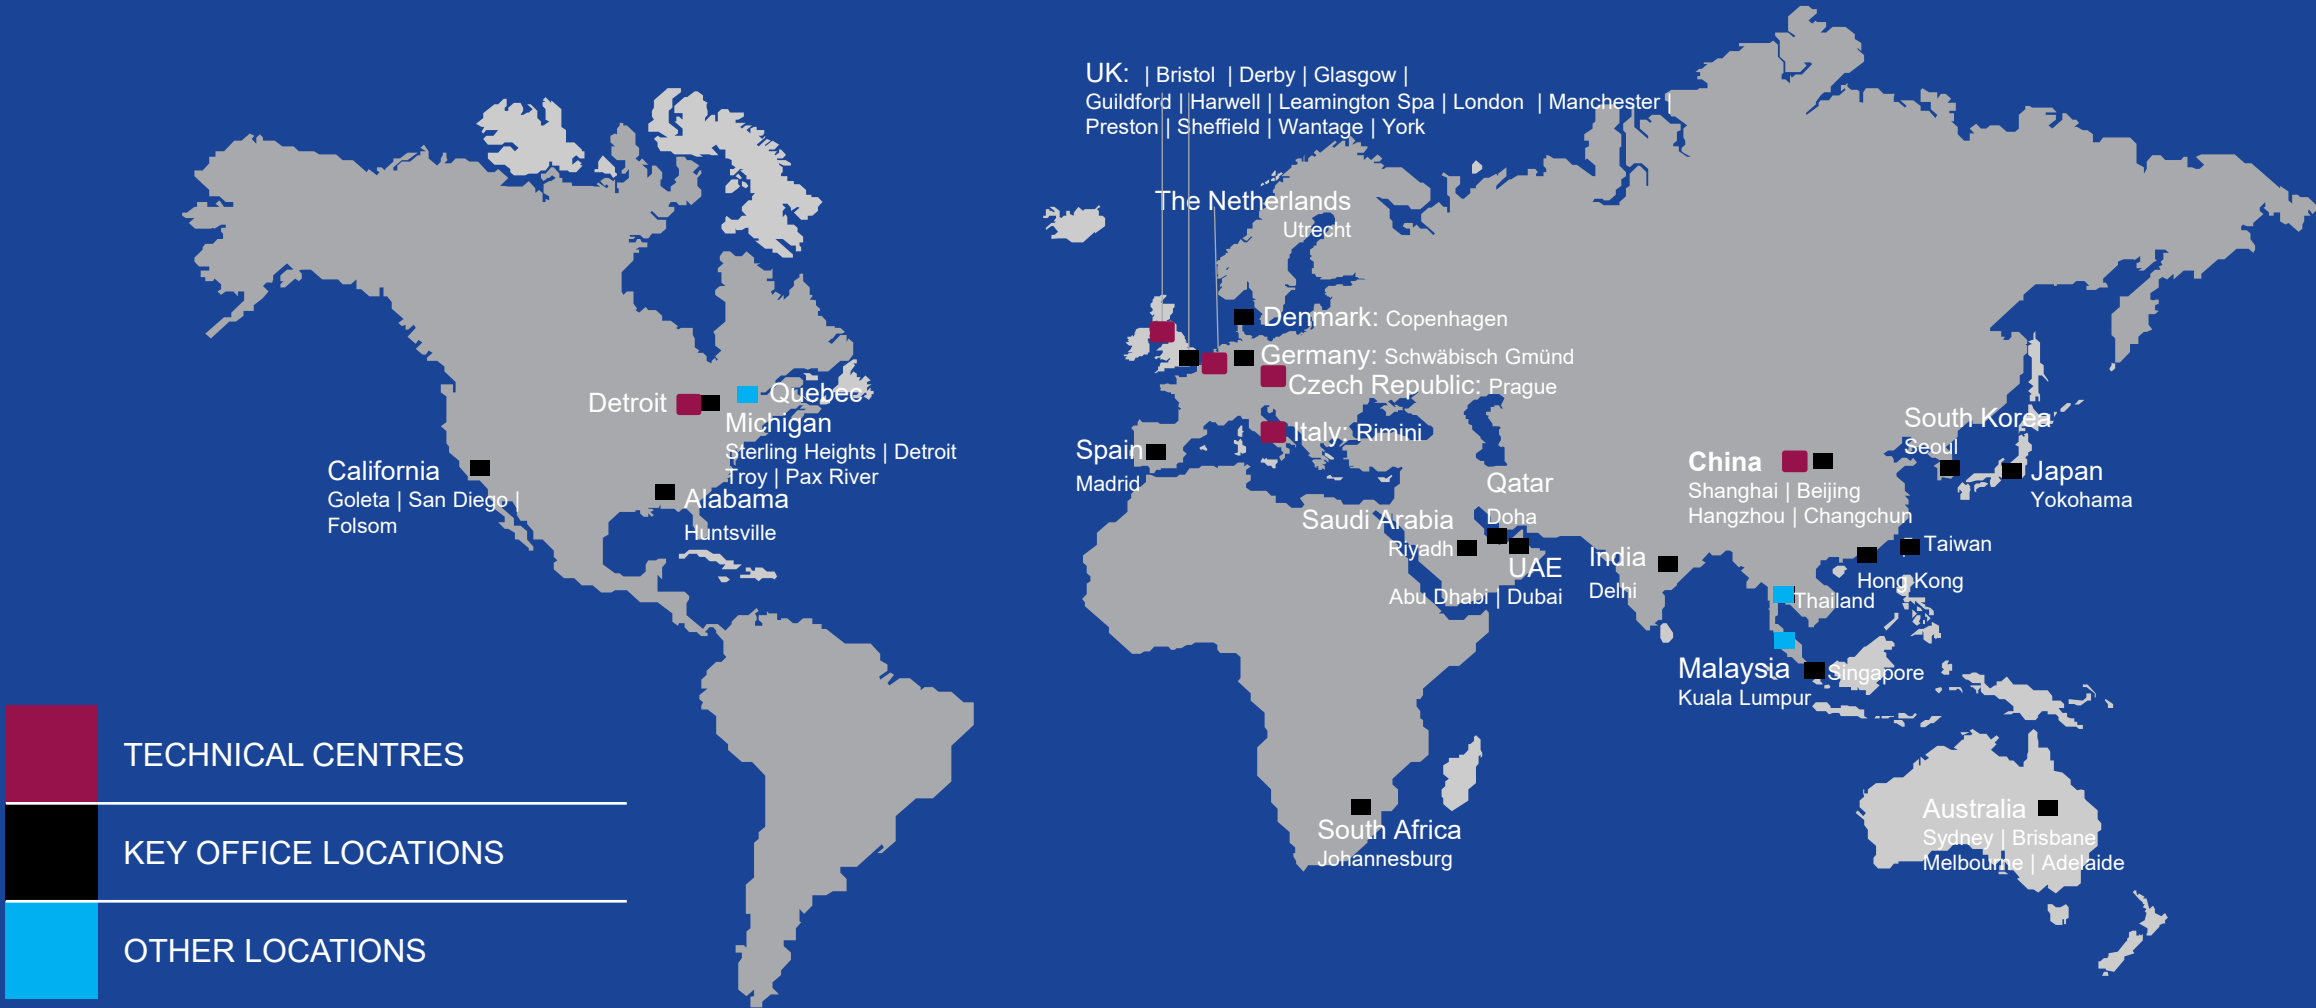 UK: | Bristol | Derby | Glasgow |
Guildford | Harwell | Leamington Spa | London | Manchester |
Preston | Sheffield | Wantage | York
The Netherlands
Utrecht
Denmark: Copenhagen
Germany: Schwäbisch Gmünd
Czech Republic: Prague
Italy: Rimini
Spain
Madrid
Detroit
Quebec
Michigan
Sterling Heights | Detroit
Troy | Pax River
California
Goleta | San Diego |
Folsom
Alabama
Huntsville
Qatar
Doha
Saudi Arabia
Riyadh
UAE
Abu Dhabi | Dubai
India
Delhi
China
Shanghai | Beijing
Hangzhou | Changchun
South Korea
Seoul
Japan
Yokohama
Taiwan
Hong Kong
Thailand
Malaysia
Kuala Lumpur
Singapore
South Africa
Johannesburg
Australia
Sydney | Brisbane
Melbourne | Adelaide
TECHNICAL CENTRES
KEY OFFICE LOCATIONS
OTHER LOCATIONS